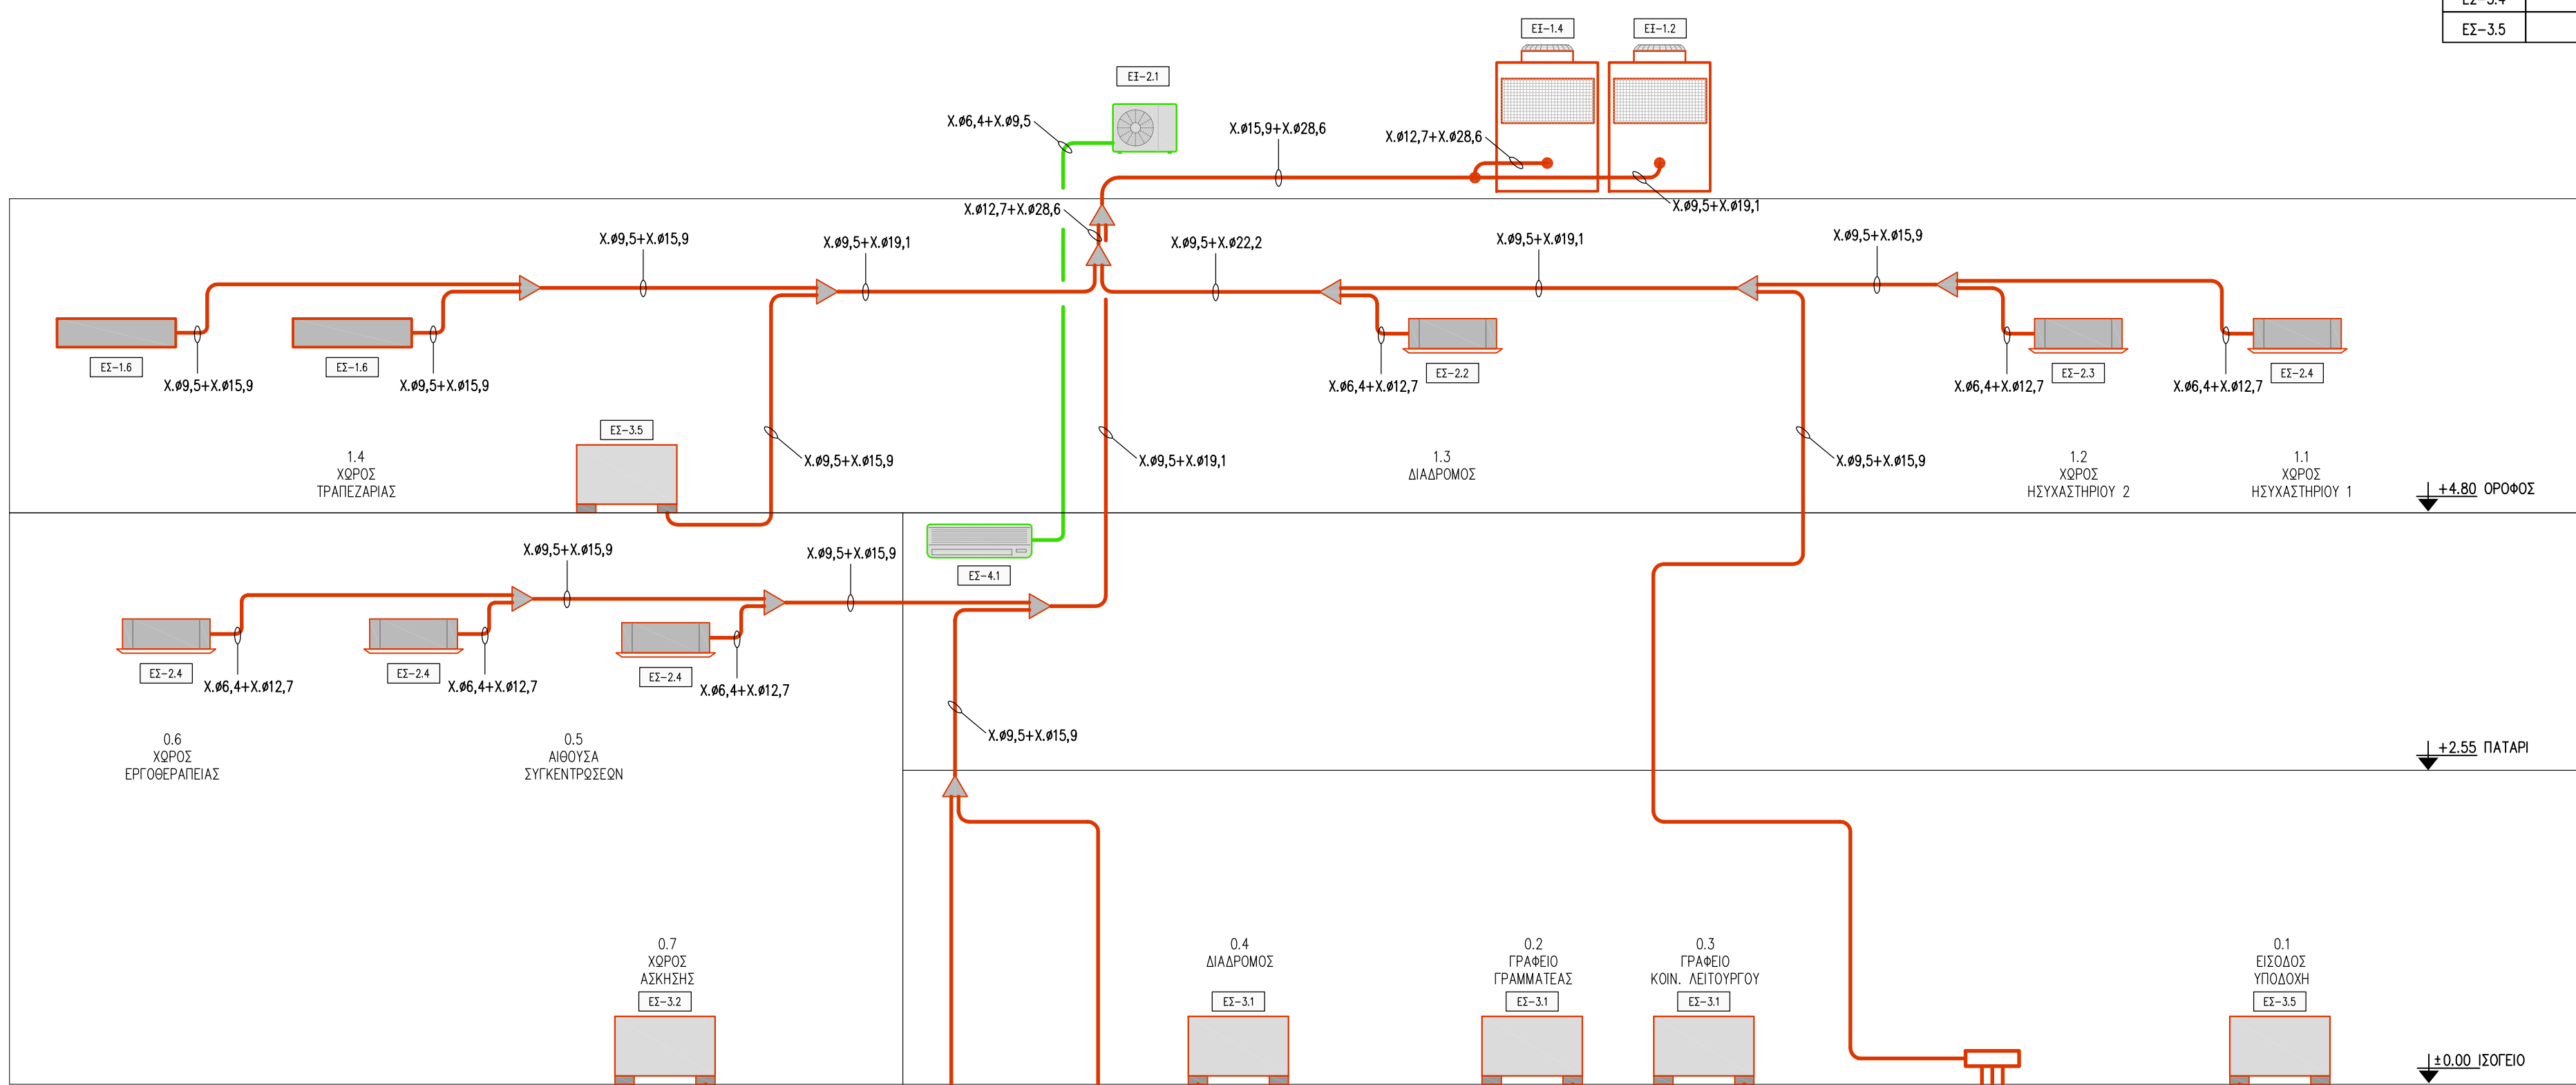 ΕΣ-3.5
ΕΞ-1.4
ΕΞ-1.2
ΕΞ-2.1
Χ.ø6,4+Χ.ø9,5
Χ.ø15,9+Χ.ø28,6
Χ.ø12,7+Χ.ø28,6
Χ.ø12,7+Χ.ø28,6
Χ.ø9,5+Χ.ø19,1
Χ.ø9,5+Χ.ø15,9
Χ.ø9,5+Χ.ø19,1
Χ.ø9,5+Χ.ø22,2
Χ.ø9,5+Χ.ø19,1
Χ.ø9,5+Χ.ø15,9
ΕΣ-1.6
ΕΣ-1.6
ΕΣ-2.2
ΕΣ-2.3
ΕΣ-2.4
Χ.ø9,5+Χ.ø15,9
Χ.ø9,5+Χ.ø15,9
Χ.ø6,4+Χ.ø12,7
Χ.ø6,4+Χ.ø12,7
Χ.ø6,4+Χ.ø12,7
ΕΣ-3.5
Χ.ø9,5+Χ.ø15,9
Χ.ø9,5+Χ.ø19,1
Χ.ø9,5+Χ.ø15,9
1.4
ΧΩΡΟΣ
ΤΡΑΠΕΖΑΡΙΑΣ
1.3
ΔΙΑΔΡΟΜΟΣ
1.2
ΧΩΡΟΣ
ΗΣΥΧΑΣΤΗΡΙΟΥ 2
1.1
ΧΩΡΟΣ
ΗΣΥΧΑΣΤΗΡΙΟΥ 1
+4.80 ΟΡΟΦΟΣ
Χ.ø9,5+Χ.ø15,9
Χ.ø9,5+Χ.ø15,9
ΕΣ-4.1
ΕΣ-2.4
ΕΣ-2.4
ΕΣ-2.4
Χ.ø6,4+Χ.ø12,7
Χ.ø6,4+Χ.ø12,7
Χ.ø6,4+Χ.ø12,7
Χ.ø9,5+Χ.ø15,9
0.6
ΧΩΡΟΣ
ΕΡΓΟΘΕΡΑΠΕΙΑΣ
0.5
ΑΙΘΟΥΣΑ
ΣΥΓΚΕΝΤΡΩΣΕΩΝ
+2.55 ΠΑΤΑΡΙ
0.7
ΧΩΡΟΣ
ΑΣΚΗΣΗΣ
ΕΣ-3.2
0.4
ΔΙΑΔΡΟΜΟΣ
ΕΣ-3.1
0.2
ΓΡΑΦΕΙΟ
ΓΡΑΜΜΑΤΕΑΣ
ΕΣ-3.1
0.3
ΓΡΑΦΕΙΟ
ΚΟΙΝ. ΛΕΙΤΟΥΡΓΟΥ
ΕΣ-3.1
0.1
ΕΙΣΟΔΟΣ
ΥΠΟΔΟΧΗ
ΕΣ-3.5
±0.00 ΙΣΟΓΕΙΟ